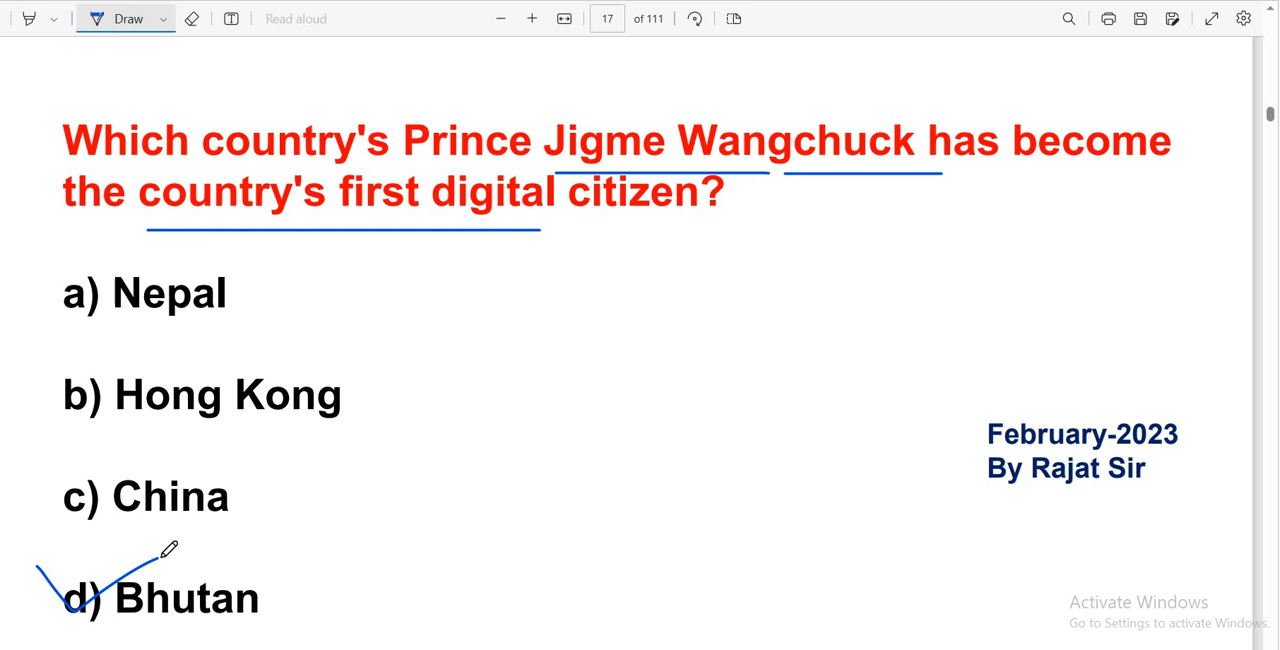 Draw
Read aloud
17 of 111
Which country's Prince Jigme Wangchuck has become
the country's first digital citizen?
a) Nepal
b) Hong Kong
c) China
d) Bhutan
February-2023
By Rajat Sir
Activate Windows
Go to Settings to activate Windows.